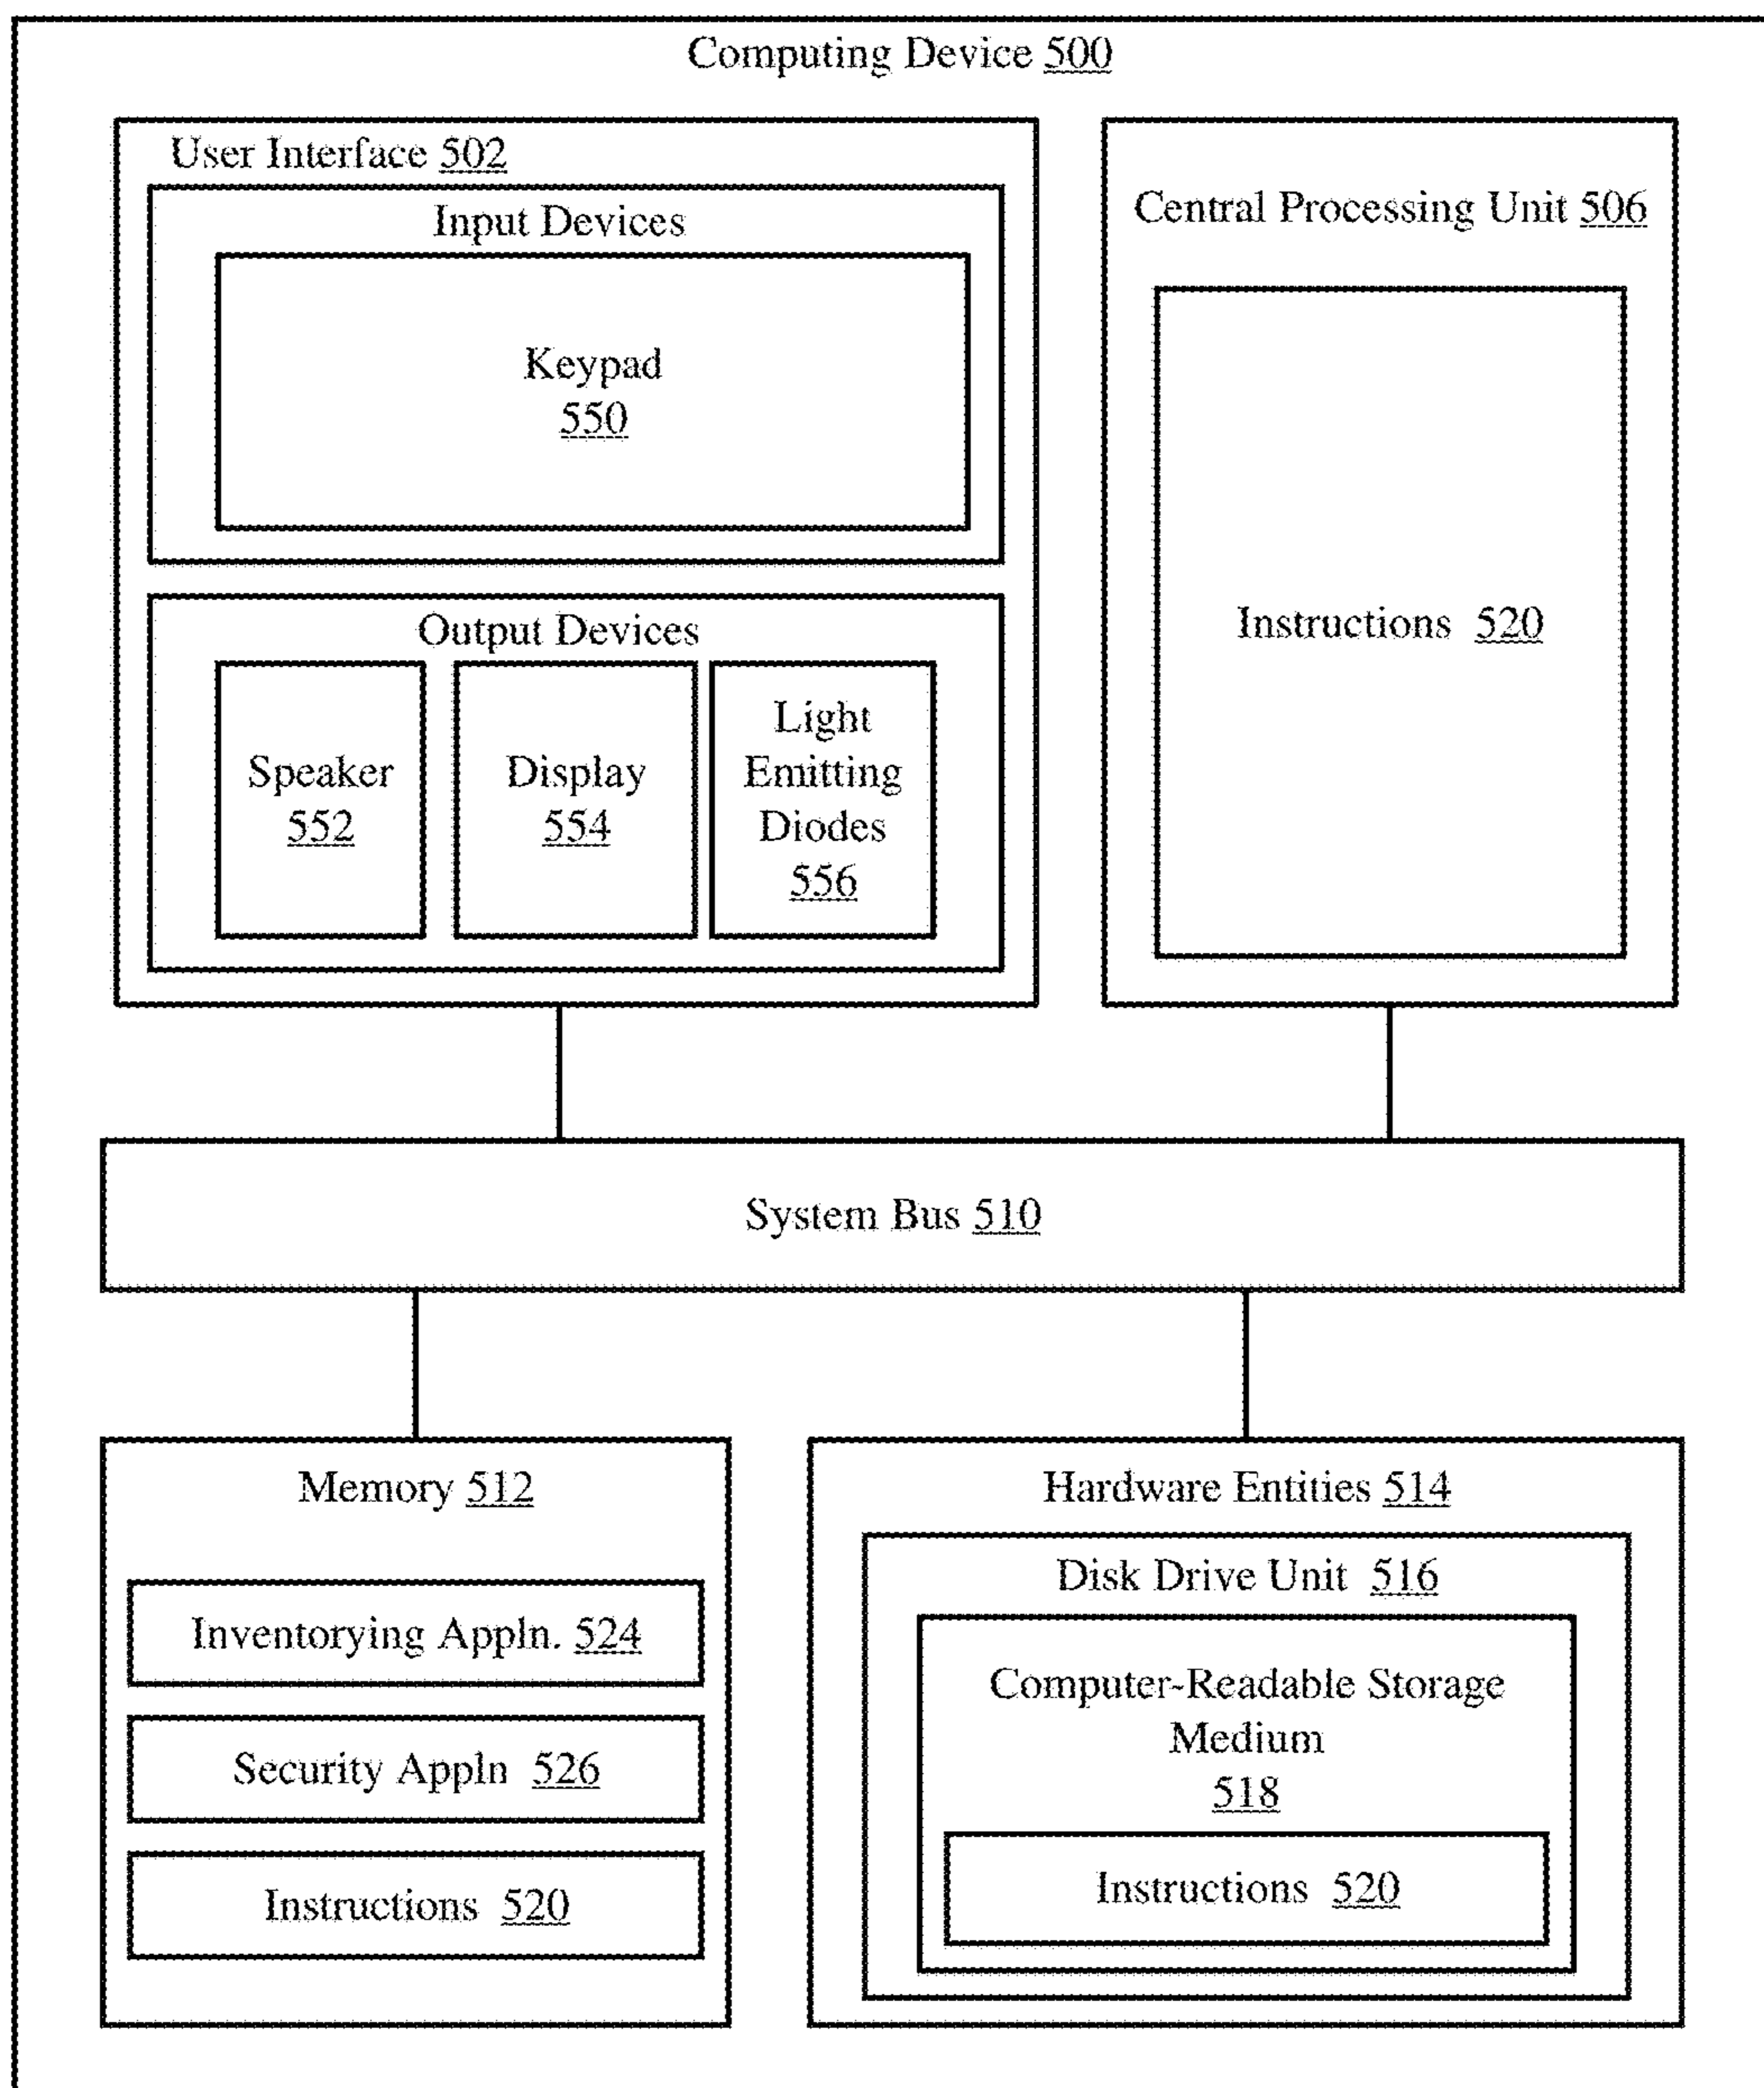 Computing Device 500
User Interface 502
Input Devices
Keypad
550
Output Devices
Speaker
552
Display
554
Light
Emitting
Diodes
556
Central Processing Unit 506
Instructions 520
System Bus 510
Memory 512
Inventorying Appln. 524
Security Appln 526
Instructions 520
Hardware Entities 514
Disk Drive Unit 516
Computer-Readable Storage
Medium
518
Instructions 520